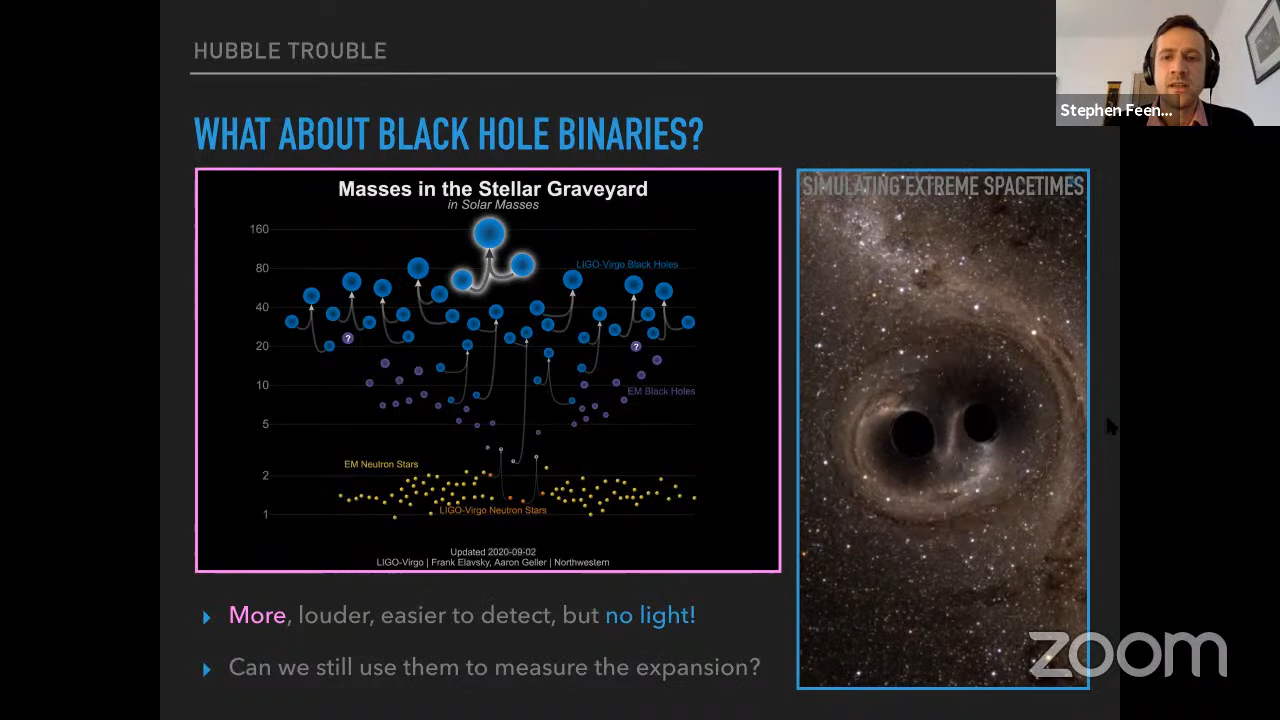 HUBBLE TROUBLE
Stephen Feen...
WHAT ABOUT BLACK HOLE BINARIES?
Masses in the Stellar Graveyard
in Solar Masses
160
80
40
20
10
5
2
1
LIGO-Virgo Black Holes
?
?
EM Black Holes
EM Neutron Stars
LIGO-Virgo Neutron Stars
Updated 2020-09-02
LIGO-Virgo | Frank Elavsky, Aaron Geller | Northwestern
SIMULATING EXTREME SPACETIMES
More, louder, easier to detect, but no light!
Can we still use them to measure the expansion?
zoom